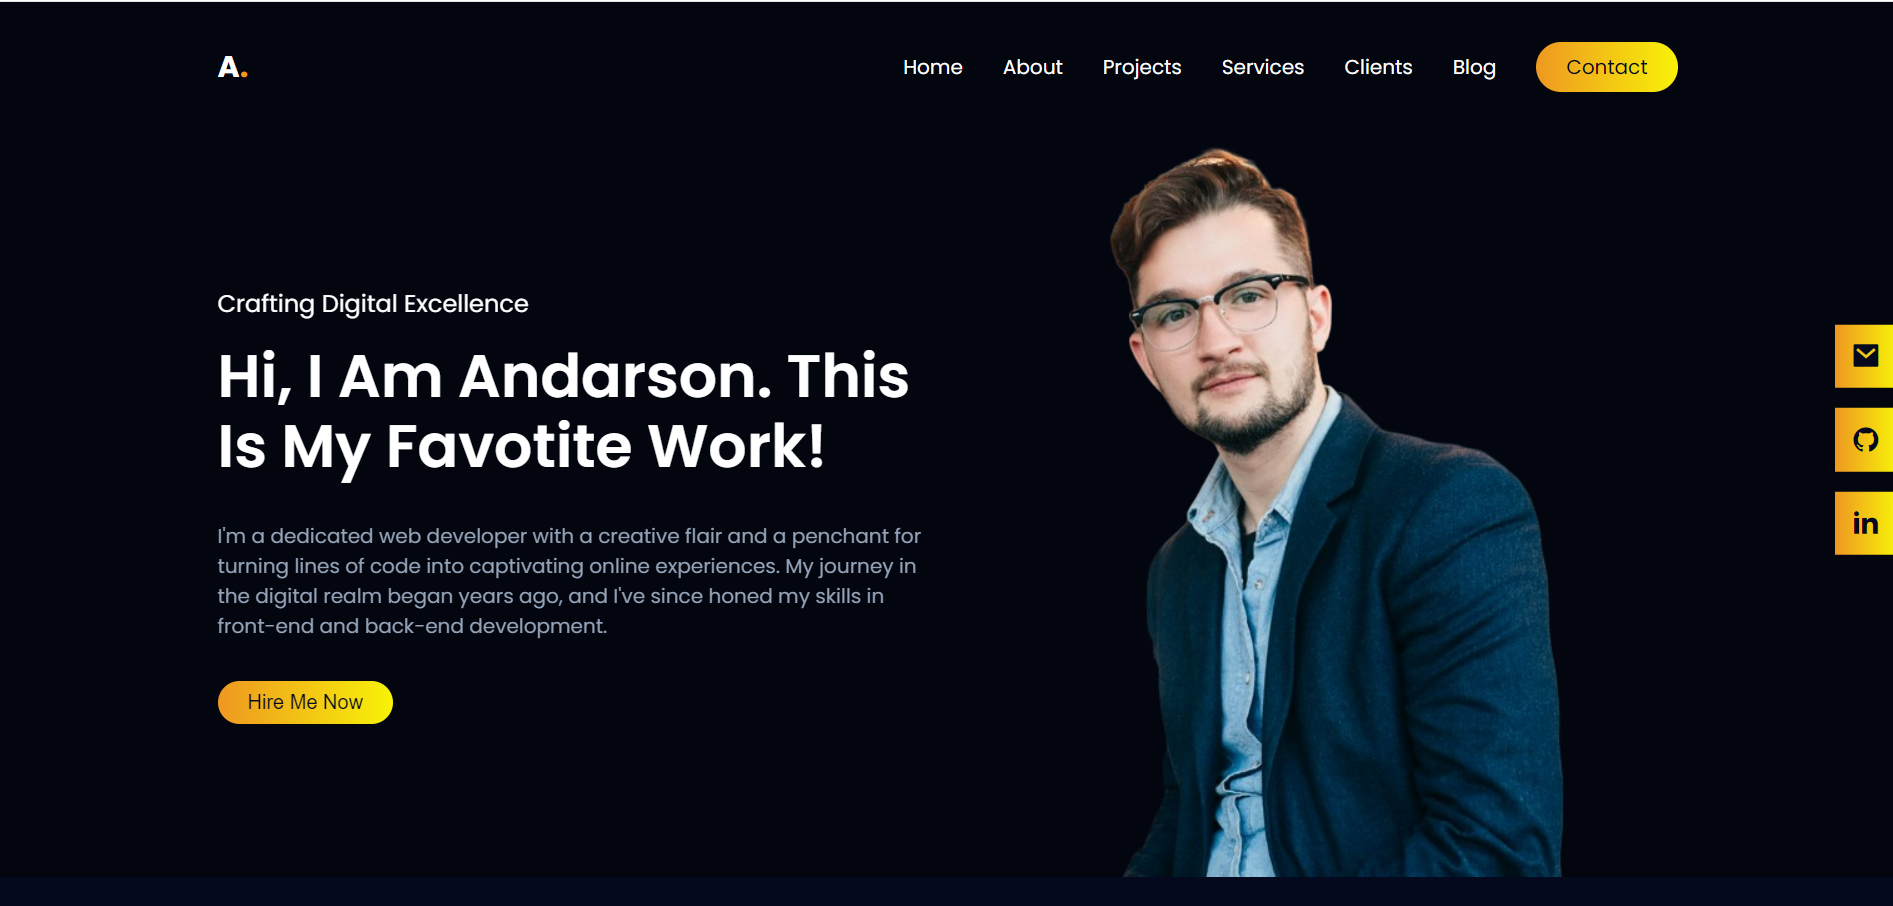 A.
Home About Projects Services Clients Blog Contact
Crafting Digital Excellence
Hi, I Am Andarson. This
Is My Favotite Work!
I'm a dedicated web developer with a creative flair and a penchant for
turning lines of code into captivating online experiences. My journey in
the digital realm began years ago, and I've since honed my skills in
front-end and back-end development.
Hire Me Now
in